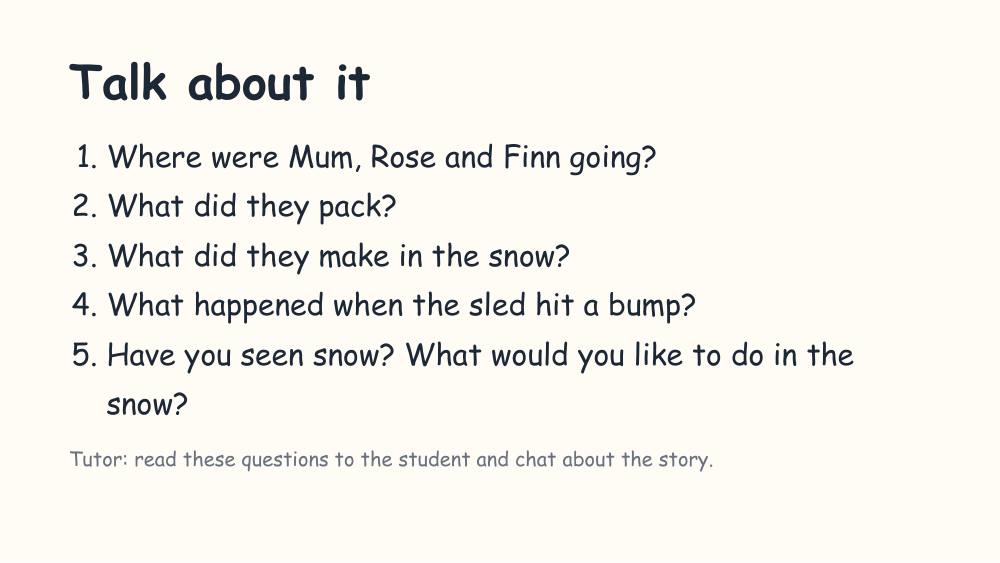 Talk about it
1. Where were Mum, Rose and Finn going?
2. What did they pack?
3. What did they make in the snow?
4. What happened when the sled hit a bump?
5. Have you seen snow? What would you like to do in the
snow?
Tutor: read these questions to the student and chat about the story.